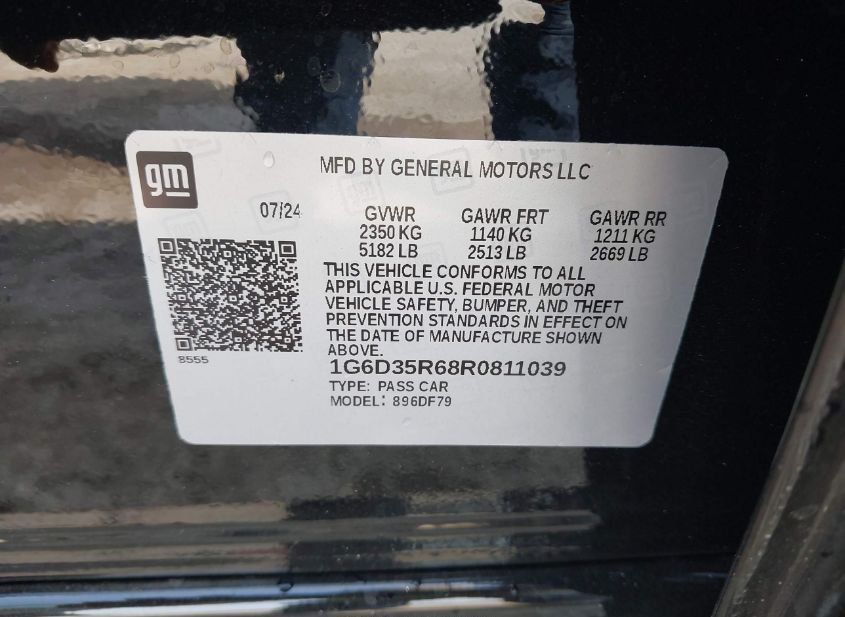 gm
MFD BY GENERAL MOTORS LLC
07/24
GVWR GAWR FRT GAWR RR
2350 KG 1140 KG 1211 KG
5182 LB 2513 LB 2669 LB
THIS VEHICLE CONFORMS TO ALL
APPLICABLE U.S. FEDERAL MOTOR
VEHICLE SAFETY, BUMPER, AND THEFT
PREVENTION STANDARDS IN EFFECT ON
THE DATE OF MANUFACTURE SHOWN
ABOVE.
8555
1G6D35R68R0811039
TYPE: PASS CAR
MODEL: 896DF79